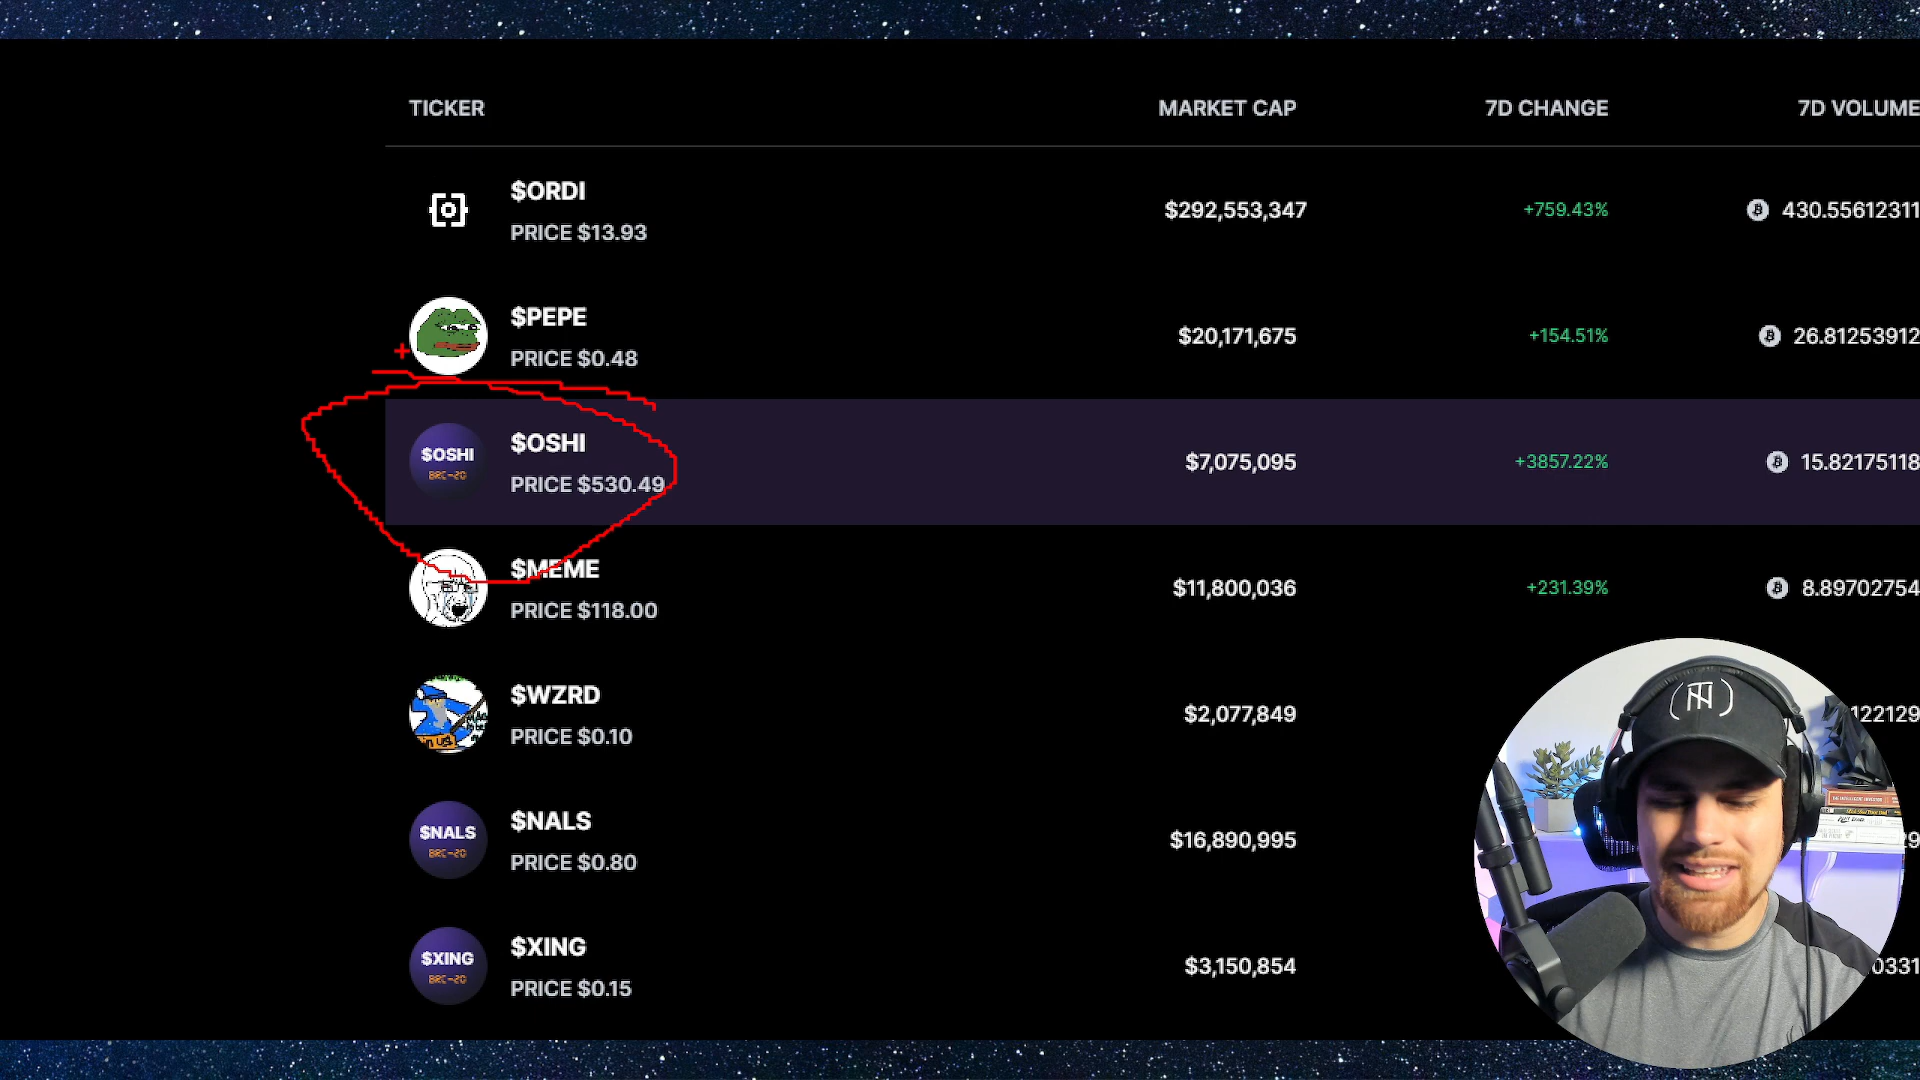 TICKER MARKET CAP 7D CHANGE 7D VOLUME
$ORDI
PRICE $13.93
$292,553,347 +759.43% 430.55612311
$PEPE
PRICE $0.48
$20,171,675 +154.51% 26.81253912
$OSHI
BRC-20
$OSHI
PRICE $530.49
$7,075,095 +3857.22% 15.82175118
$MEME
PRICE $118.00
$11,800,036 +231.39% 8.89702754
$WZRD
PRICE $0.10
$2,077,849 122129
$NALS
BRC-20
$NALS
PRICE $0.80
$16,890,995
$XING
BRC-20
$XING
PRICE $0.15
$3,150,854 0331